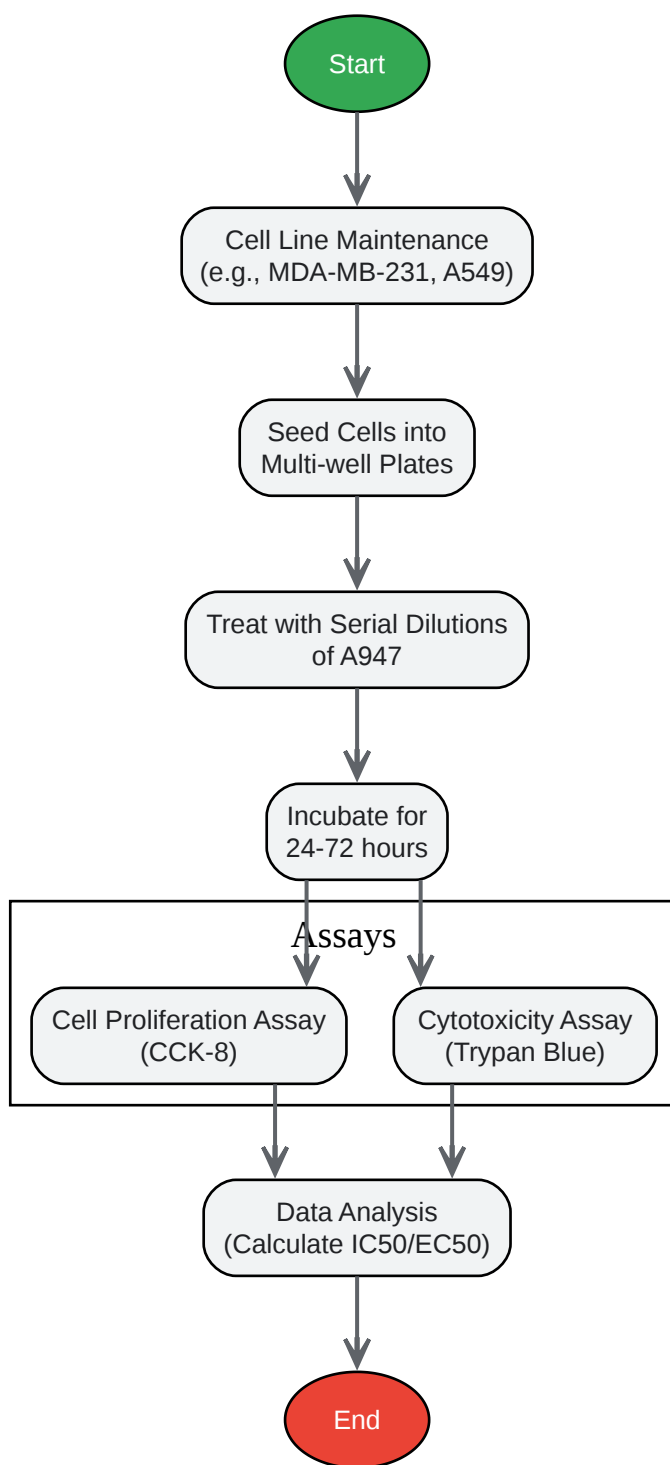 Start
Cell Line Maintenance
(e.g., MDA-MB-231, A549)
Seed Cells into
Multi-well Plates
Treat with Serial Dilutions
of A947
Incubate for
24-72 hours
Assays
Cell Proliferation Assay
(CCK-8)
Cytotoxicity Assay
(Trypan Blue)
Data Analysis
(Calculate IC50/EC50)
End